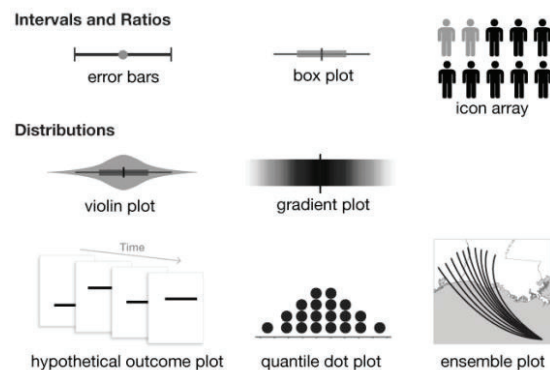 Intervals and Ratios
error bars
box plot
icon array
Distributions
violin plot
gradient plot
Time
hypothetical outcome plot
quantile dot plot
ensemble plot